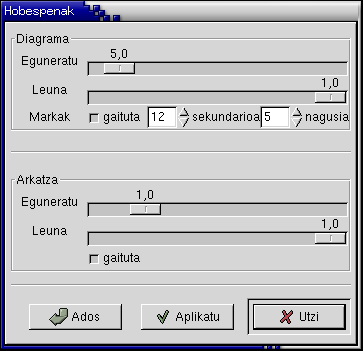 Hobespenak
Diagrama
5,0
Eguneratu
1,0
Leuna
Markak gaituta 12 sekundarioa 5 nagusia
Arkatza
1,0
Eguneratu
1,0
Leuna
gaituta
Ados Aplikatu Utzi